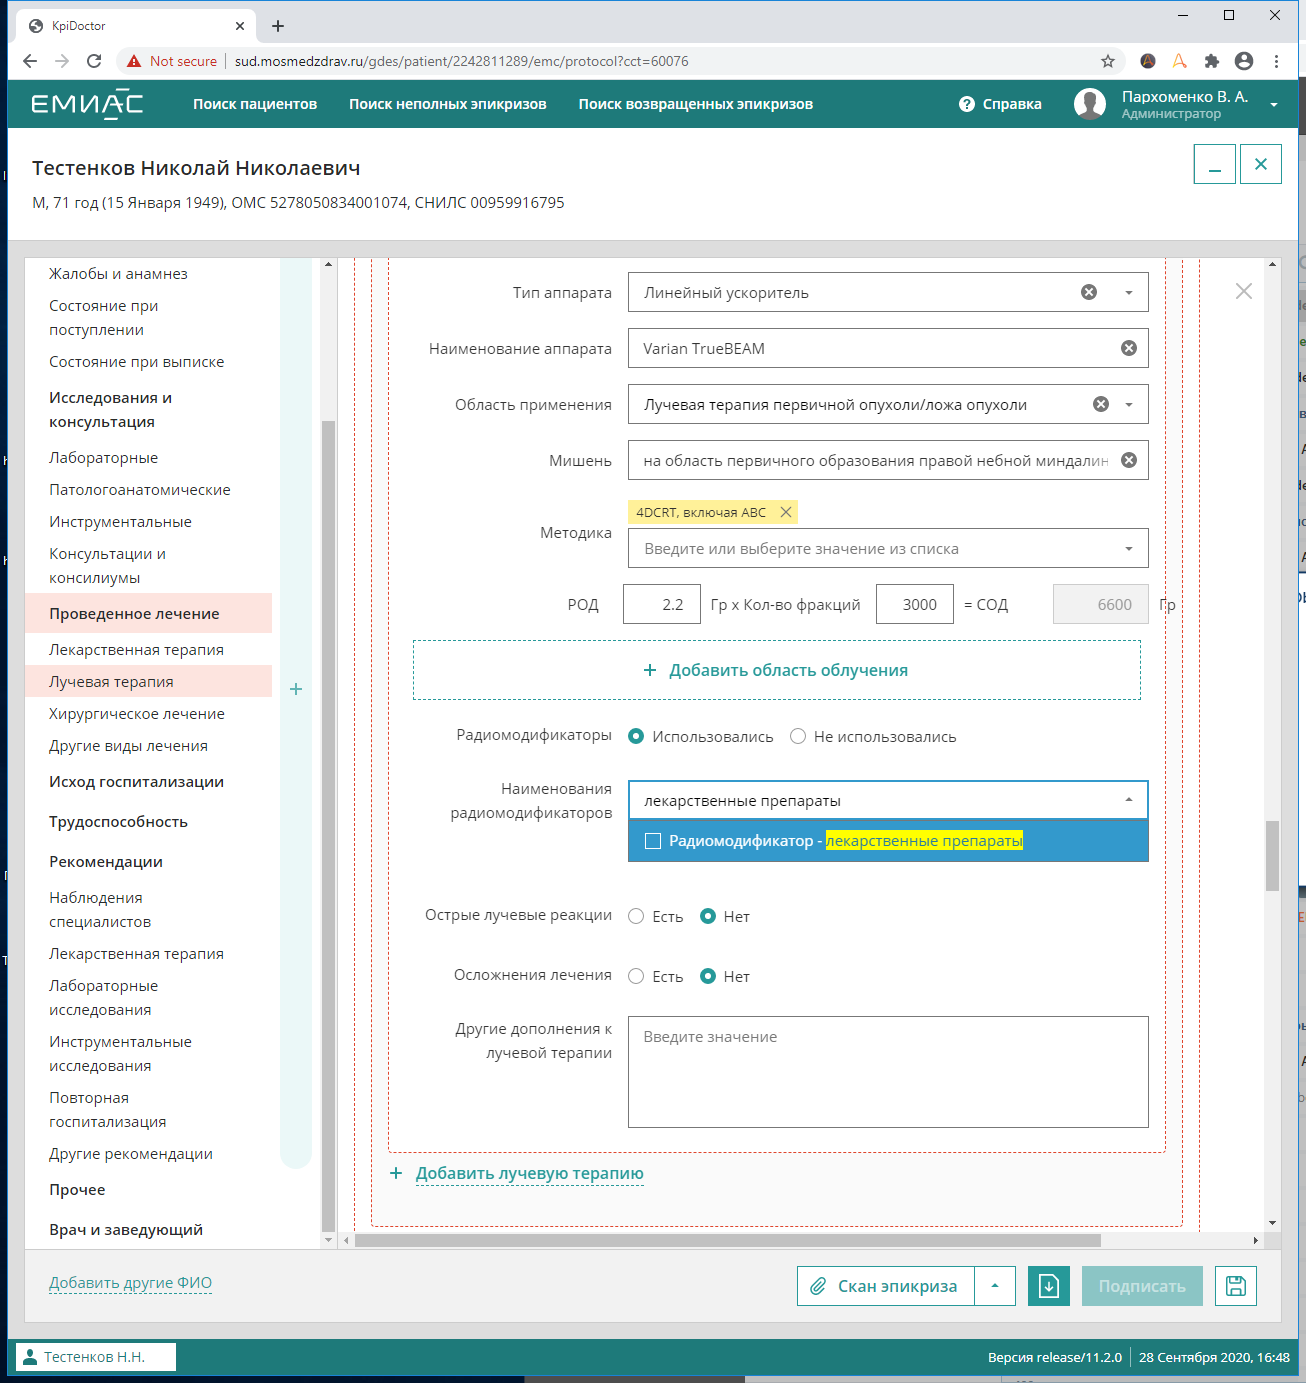 KpiDoctor
Not secure
sud.mosmedzdrav.ru/gdes/patient/2242811289/emc/protocol?cct=60076
ЕМИАС
Поиск пациентов
Поиск неполных эпикризов
Поиск возвращенных эпикризов
Справка
Пархоменко В. А.
Администратор
Тестенков Николай Николаевич
М, 71 год (15 Января 1949), ОМС 5278050834001074, СНИЛС 00959916795
Жалобы и анамнез
Состояние при
поступлении
Состояние при выписке
Исследования и
консультация
Лабораторные
Патологоанатомические
Инструментальные
Консультации и
консилиумы
Проведенное лечение
Лекарственная терапия
Лучевая терапия
Хирургическое лечение
Другие виды лечения
Исход госпитализации
Трудоспособность
Рекомендации
Наблюдения
специалистов
Лекарственная терапия
Лабораторные
исследования
Инструментальные
исследования
Повторная
госпитализация
Другие рекомендации
Прочее
Врач и заведующий
Тип аппарата
Линейный ускоритель
Наименование аппарата
Varian TrueBEAM
Область применения
Лучевая терапия первичной опухоли/ложа опухоли
Мишень
на область первичного образования правой небной миндалин
Методика
4DCRT, включая ABC
Введите или выберите значение из списка
РОД 2.2 Гр x Кол-во фракций 3000 = СОД 6600 Гр
+ Добавить область облучения
Радиомодификаторы
Использовались
Не использовались
Наименования
радиомодификаторов
лекарственные препараты
Радиомодификатор - лекарственные препараты
Острые лучевые реакции
Есть
Нет
Осложнения лечения
Есть
Нет
Другие дополнения к
лучевой терапии
Введите значение
+ Добавить лучевую терапию
Добавить другие ФИО
Скан эпикриза
Подписать
Тестенков Н.Н.
Версия release/11.2.0
28 Сентября 2020, 16:48